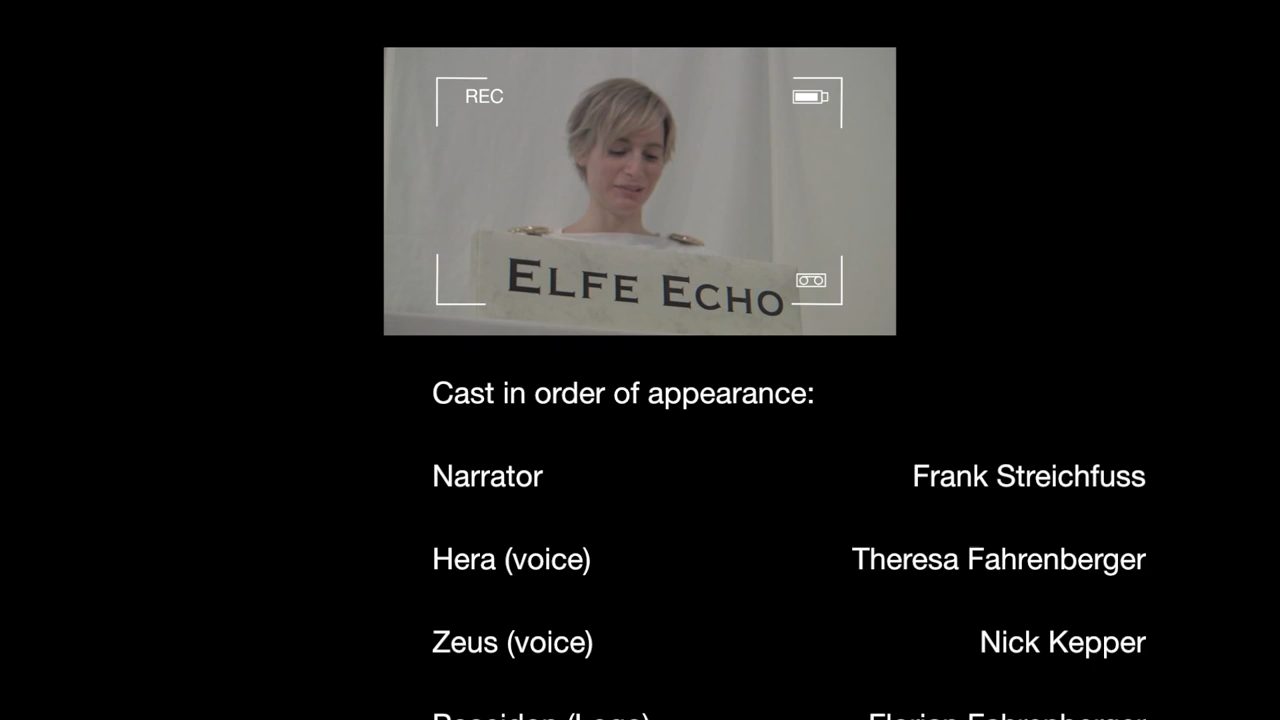 REC
ELFE ECHO
Cast in order of appearance:
Narrator Frank Streichfuss
Hera (voice) Theresa Fahrenberger
Zeus (voice) Nick Kepper